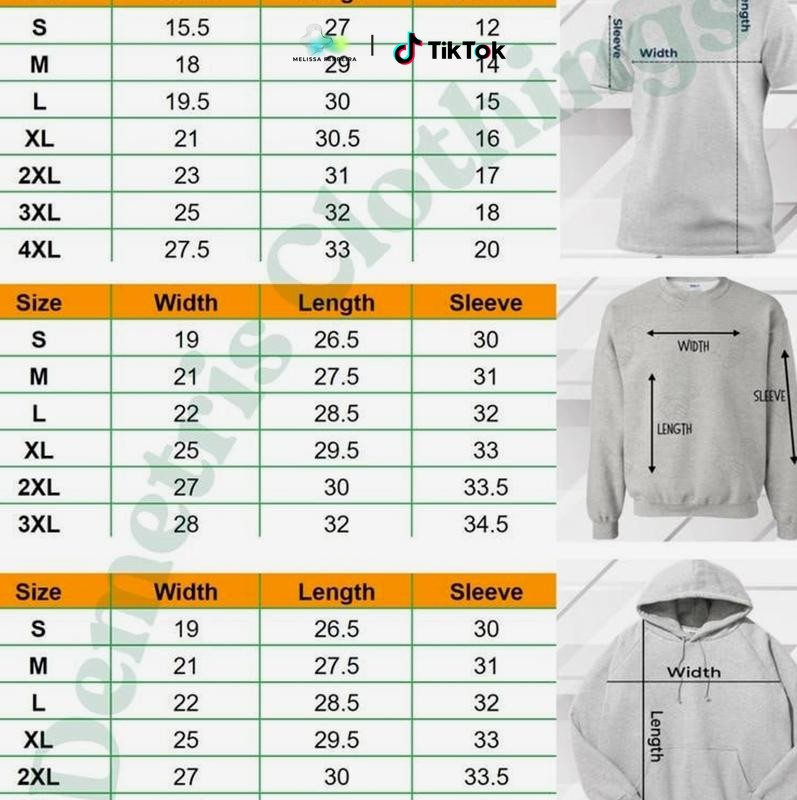 S 15.5 27 12
MELISSA FERREIRA | TikTok
M 18 29 14
L 19.5 30 15
XL 21 30.5 16
2XL 23 31 17
3XL 25 32 18
4XL 27.5 33 20
Sleeve
Width
ngth
Size Width Length Sleeve
S 19 26.5 30
M 21 27.5 31
L 22 28.5 32
XL 25 29.5 33
2XL 27 30 33.5
3XL 28 32 34.5
WIDTH
SLEEVE
LENGTH
Size Width Length Sleeve
S 19 26.5 30
M 21 27.5 31
L 22 28.5 32
XL 25 29.5 33
2XL 27 30 33.5
Width
Length
Demetris Clothings